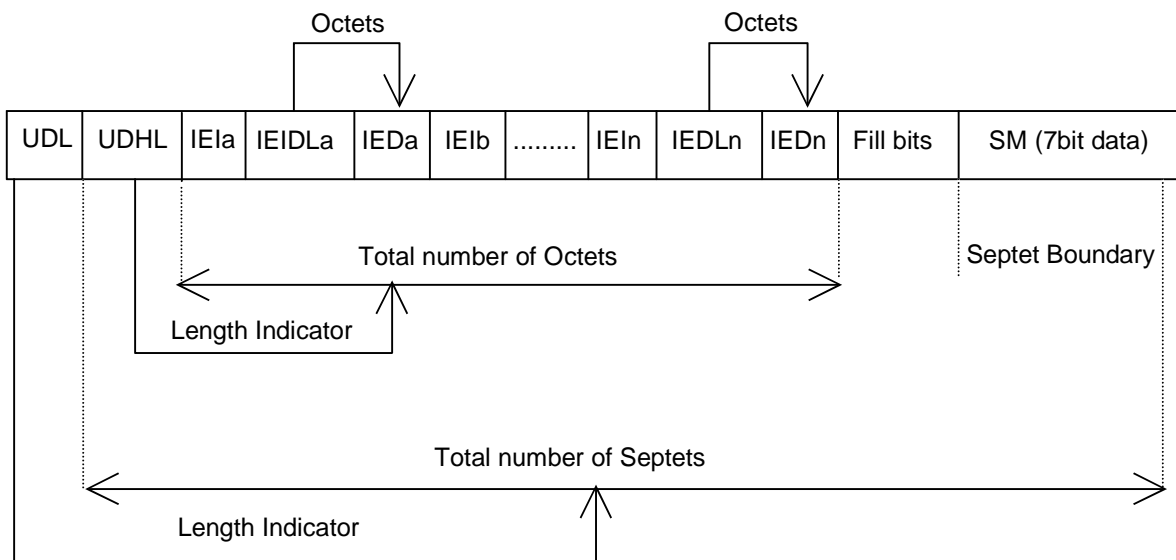 Octets Octets
UDL UDHL IEIa IEIDLa IEDa IEIb ......... IEIn IEDLn IEDn Fill bits SM (7bit data)
Total number of Octets
Septet Boundary
Length Indicator
Total number of Septets
Length Indicator